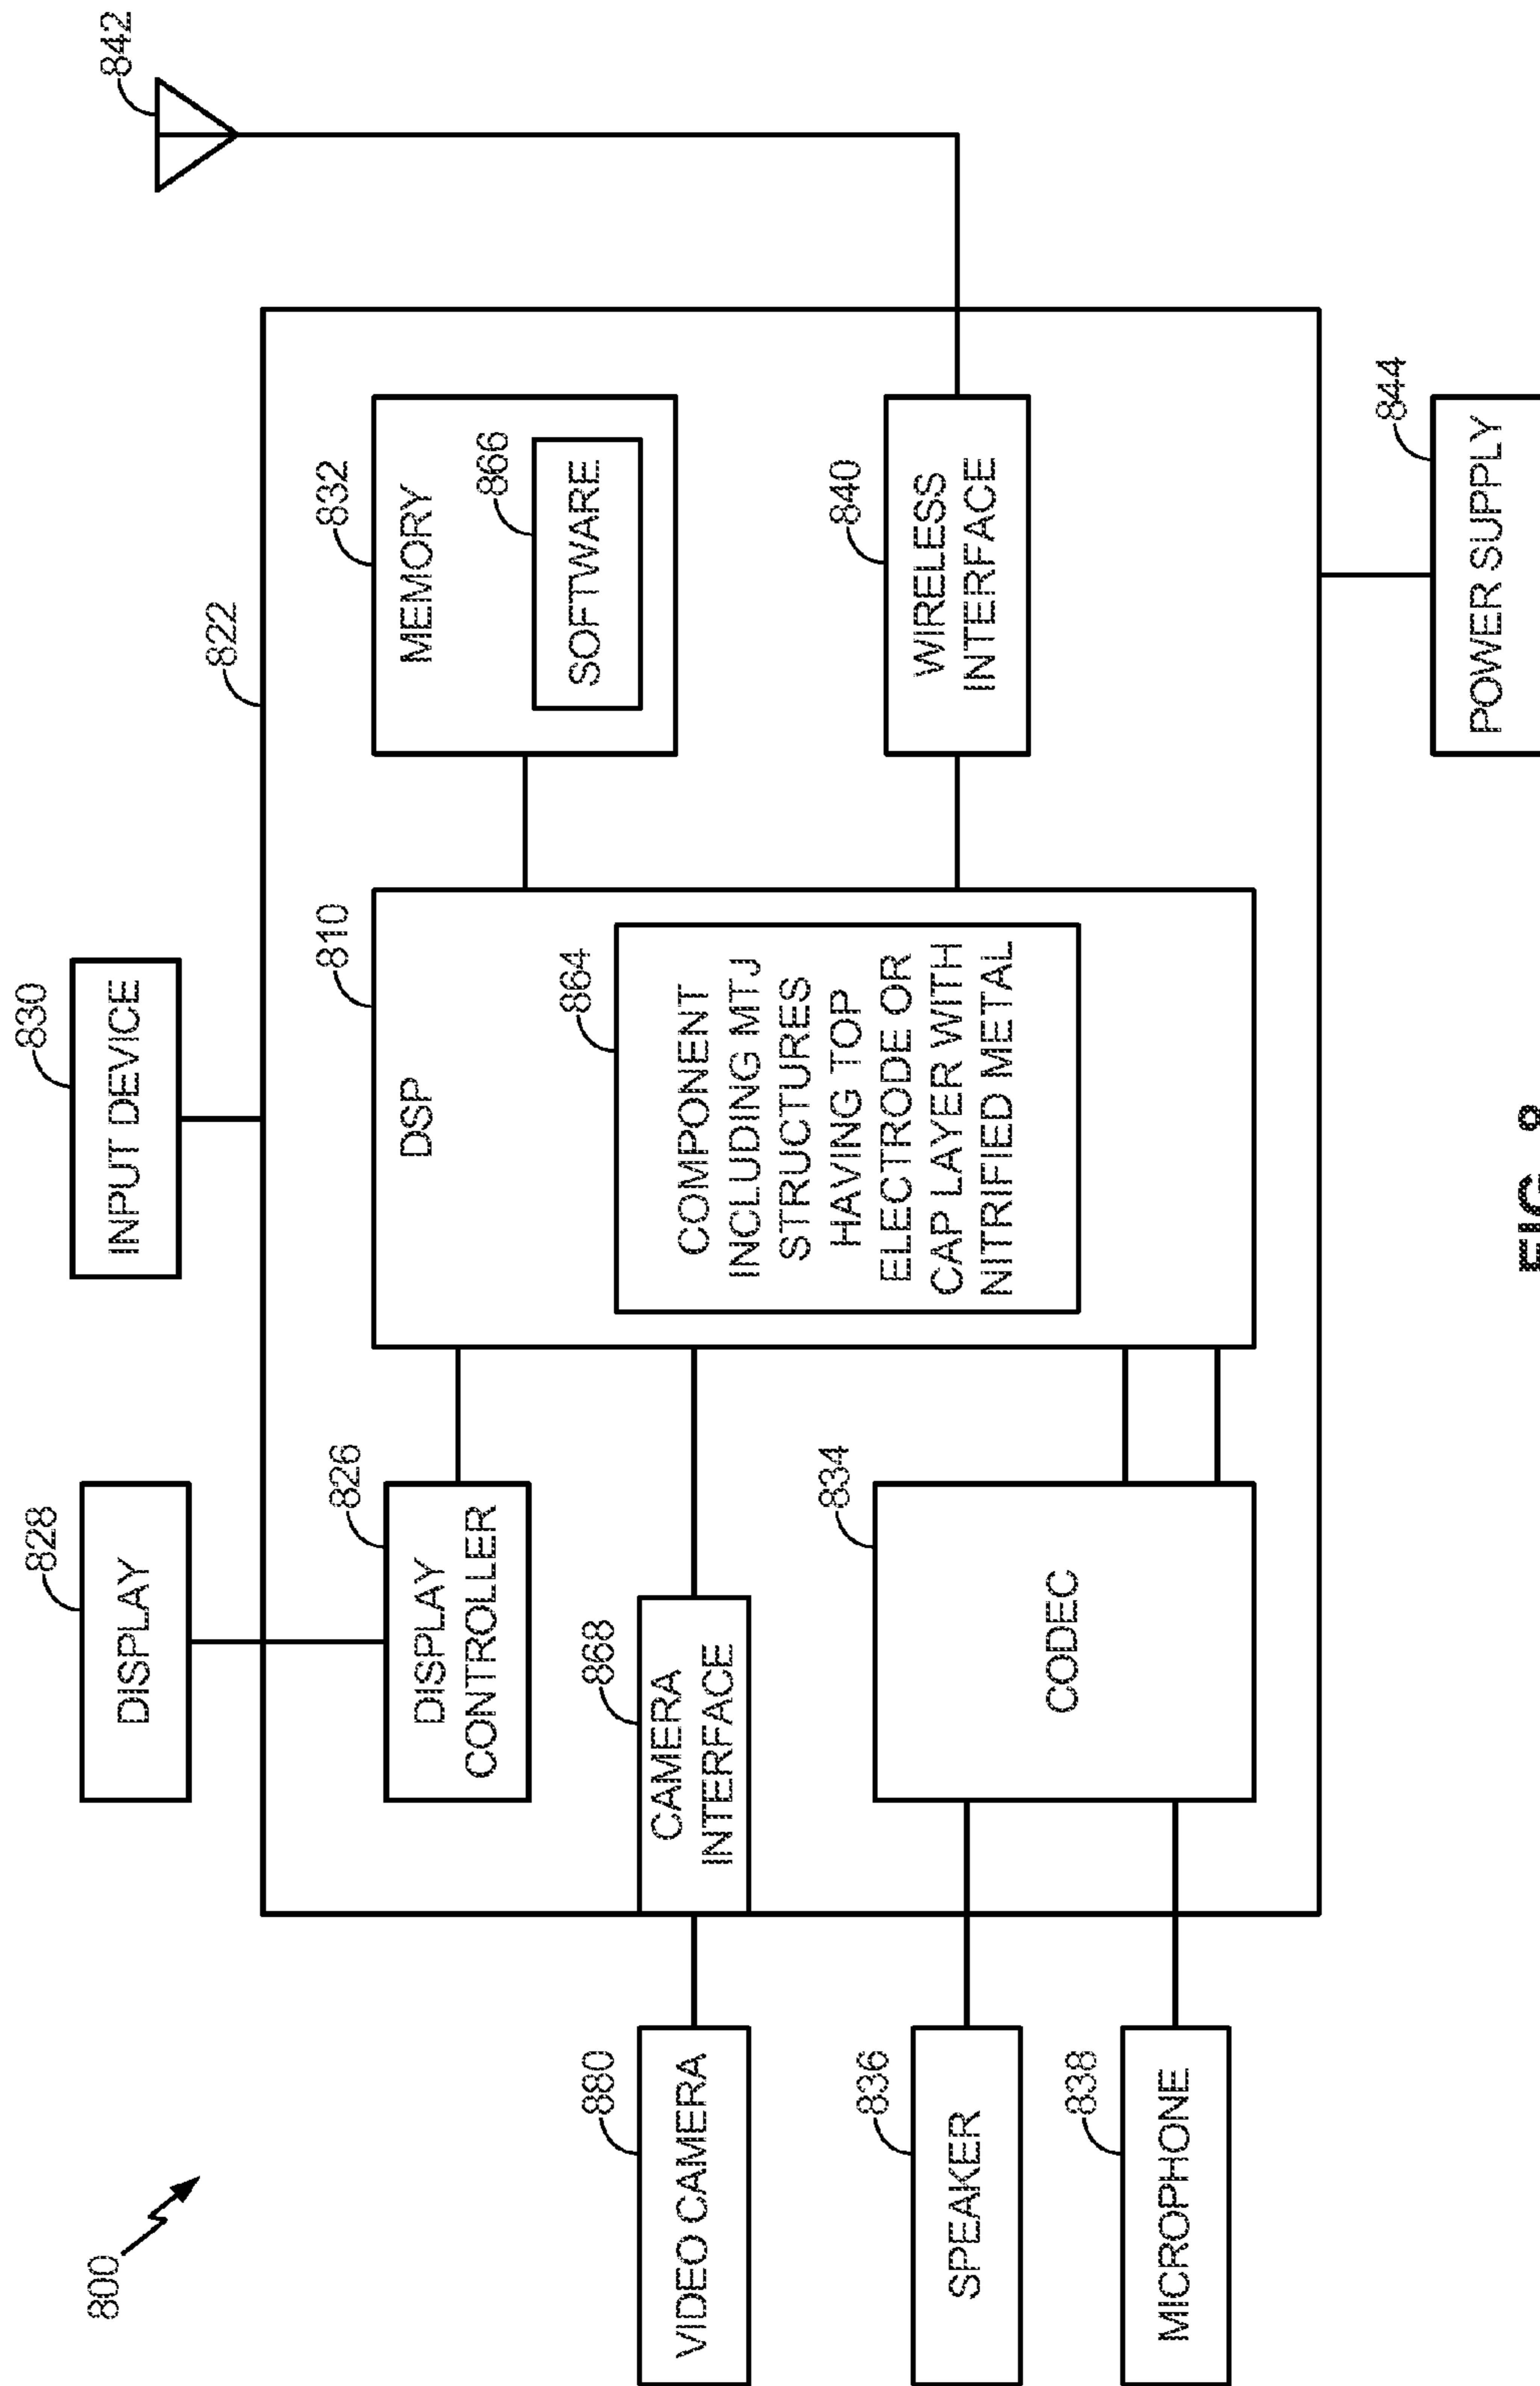 800
828
DISPLAY
830
INPUT DEVICE
842
822
826
DISPLAY
CONTROLLER
810
DSP
832
MEMORY
866
SOFTWARE
880
VIDEO CAMERA
868
CAMERA
INTERFACE
864
COMPONENT
INCLUDING MTJ
STRUCTURES
HAVING TOP
ELECTRODE OR
CAP LAYER WITH
NITRIFIED METAL
836
SPEAKER
834
CODEC
840
WIRELESS
INTERFACE
838
MICROPHONE
844
POWER SUPPLY
FIG. 8